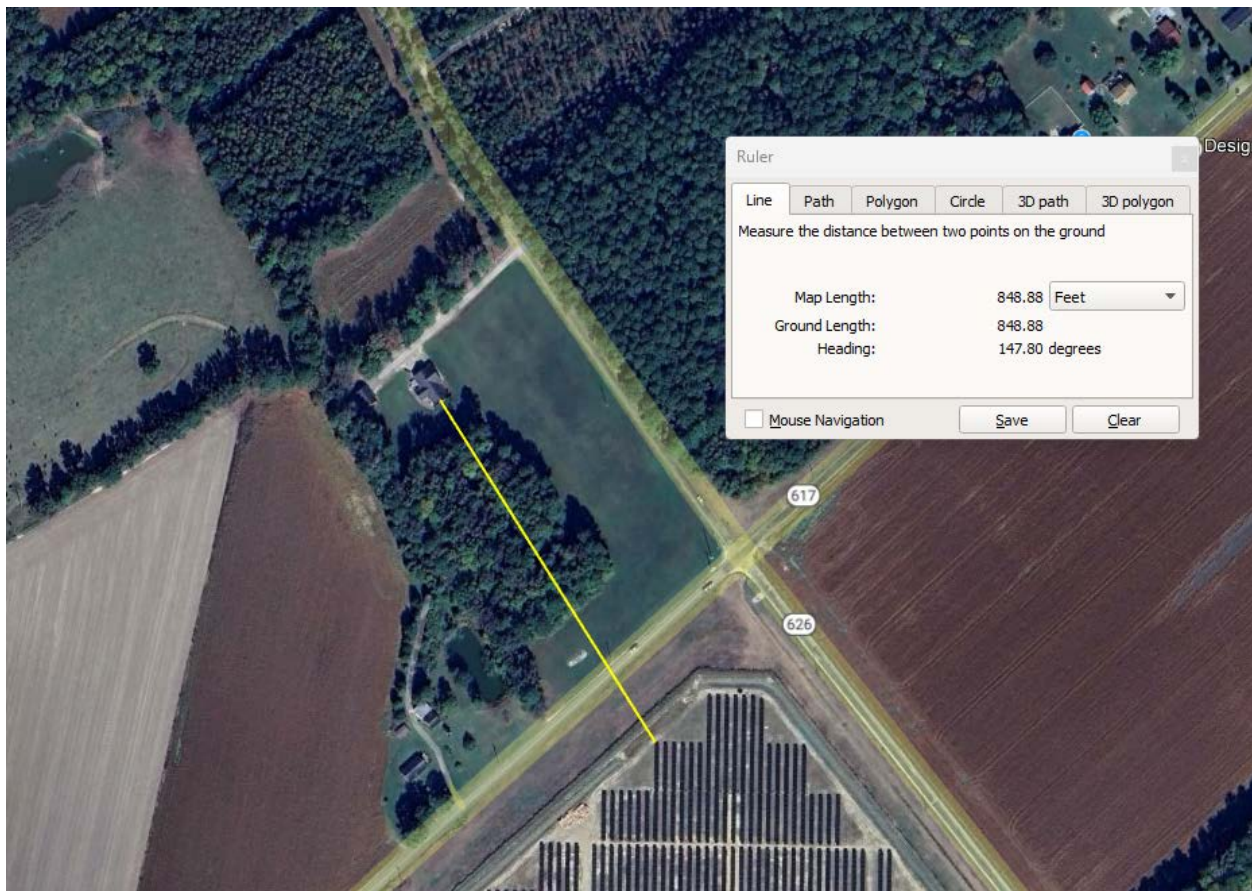 Ruler
Line Path Polygon Circle 3D path 3D polygon
Measure the distance between two points on the ground
Map Length: 848.88 Feet
Ground Length: 848.88
Heading: 147.80 degrees
Mouse Navigation Save Clear
Desig
617
626